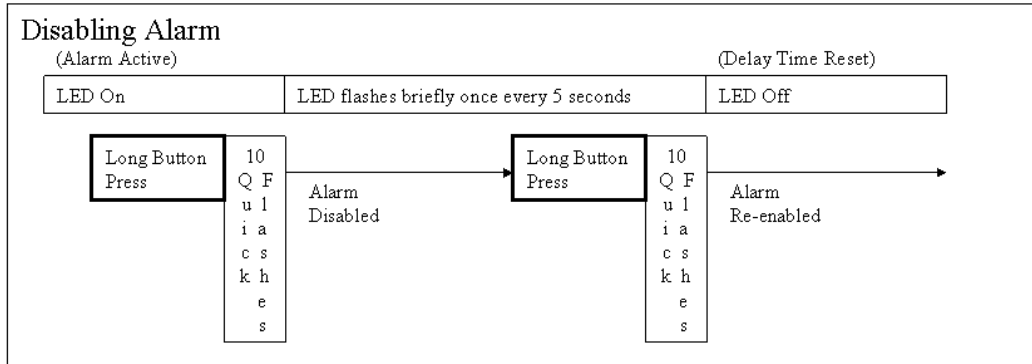 Disabling Alarm
(Alarm Active)
(Delay Time Reset)
LED On
LED flashes briefly once every 5 seconds
LED Off
Long Button
Press
10
Quick
Flashes
Alarm
Disabled
Long Button
Press
10
Quick
Flashes
Alarm
Re-enabled